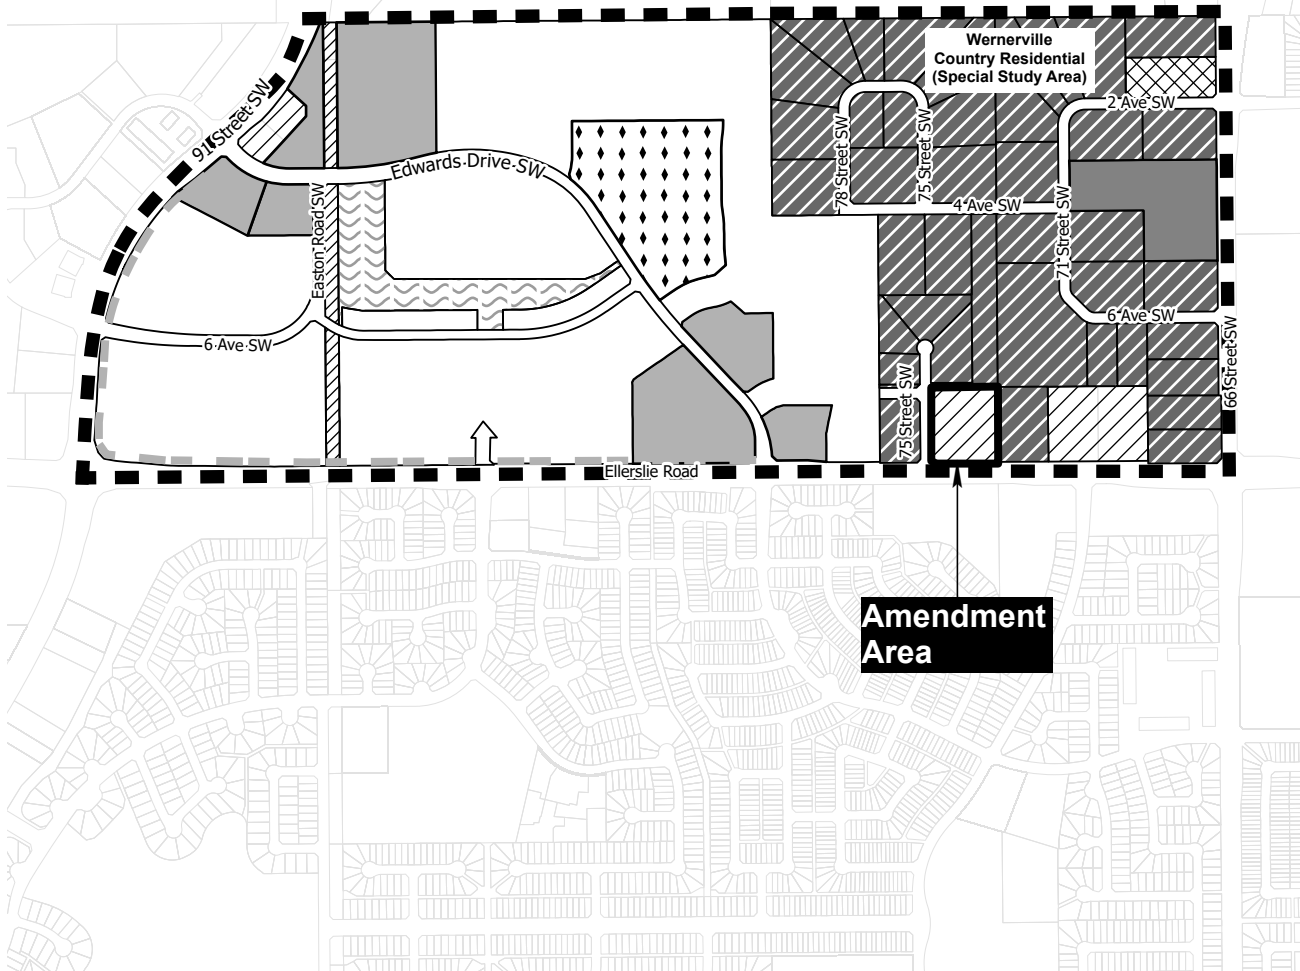 Wernerville
Country Residential
(Special Study Area)
91 Street SW
2 Ave SW
78 Street SW
75 Street SW
Edwards Drive SW
4 Ave SW
Easton Road SW
71 Street SW
6 Ave SW
6 Ave SW
66 Street SW
75 Street SW
Ellerslie Road
Amendment
Area